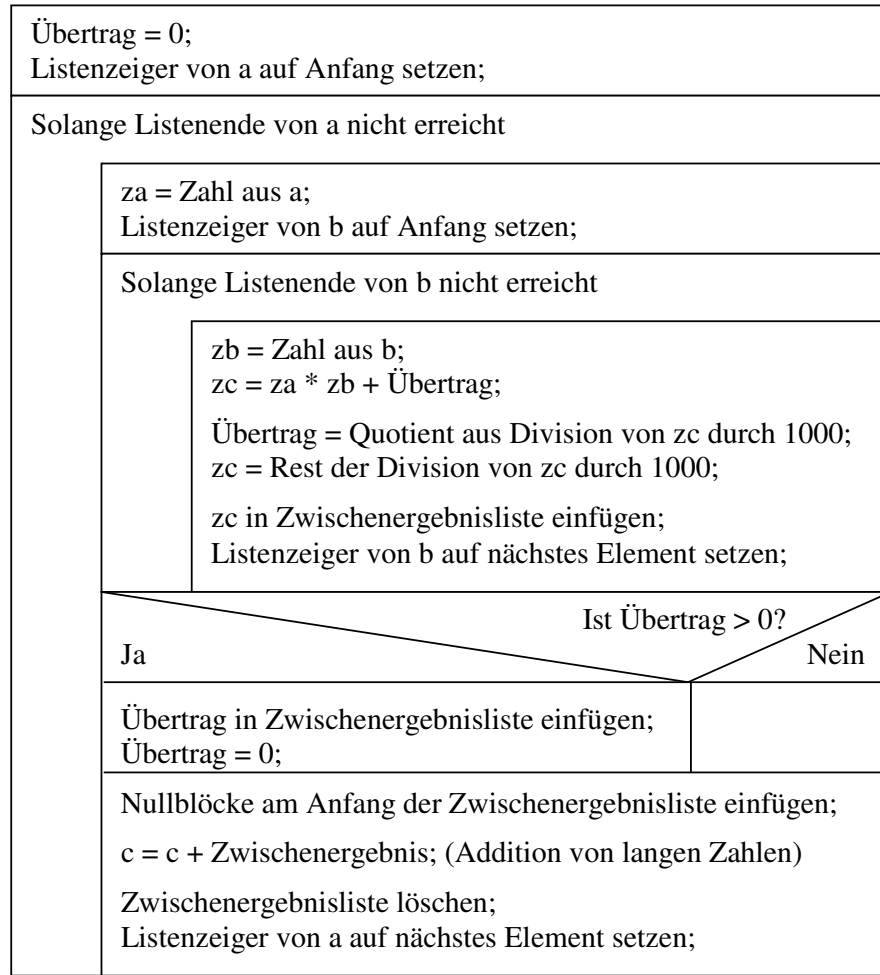 Übertrag = 0;
Listenzeiger von a auf Anfang setzen;
Solange Listenende von a nicht erreicht
za = Zahl aus a;
Listenzeiger von b auf Anfang setzen;
Solange Listenende von b nicht erreicht
zb = Zahl aus b;
zc = za * zb + Übertrag;
Übertrag = Quotient aus Division von zc durch 1000;
zc = Rest der Division von zc durch 1000;
zc in Zwischenergebnisliste einfügen;
Listenzeiger von b auf nächstes Element setzen;
Ist Übertrag > 0?
Ja Nein
Übertrag in Zwischenergebnisliste einfügen;
Übertrag = 0;
Nullblöcke am Anfang der Zwischenergebnisliste einfügen;
c = c + Zwischenergebnis; (Addition von langen Zahlen)
Zwischenergebnisliste löschen;
Listenzeiger von a auf nächstes Element setzen;